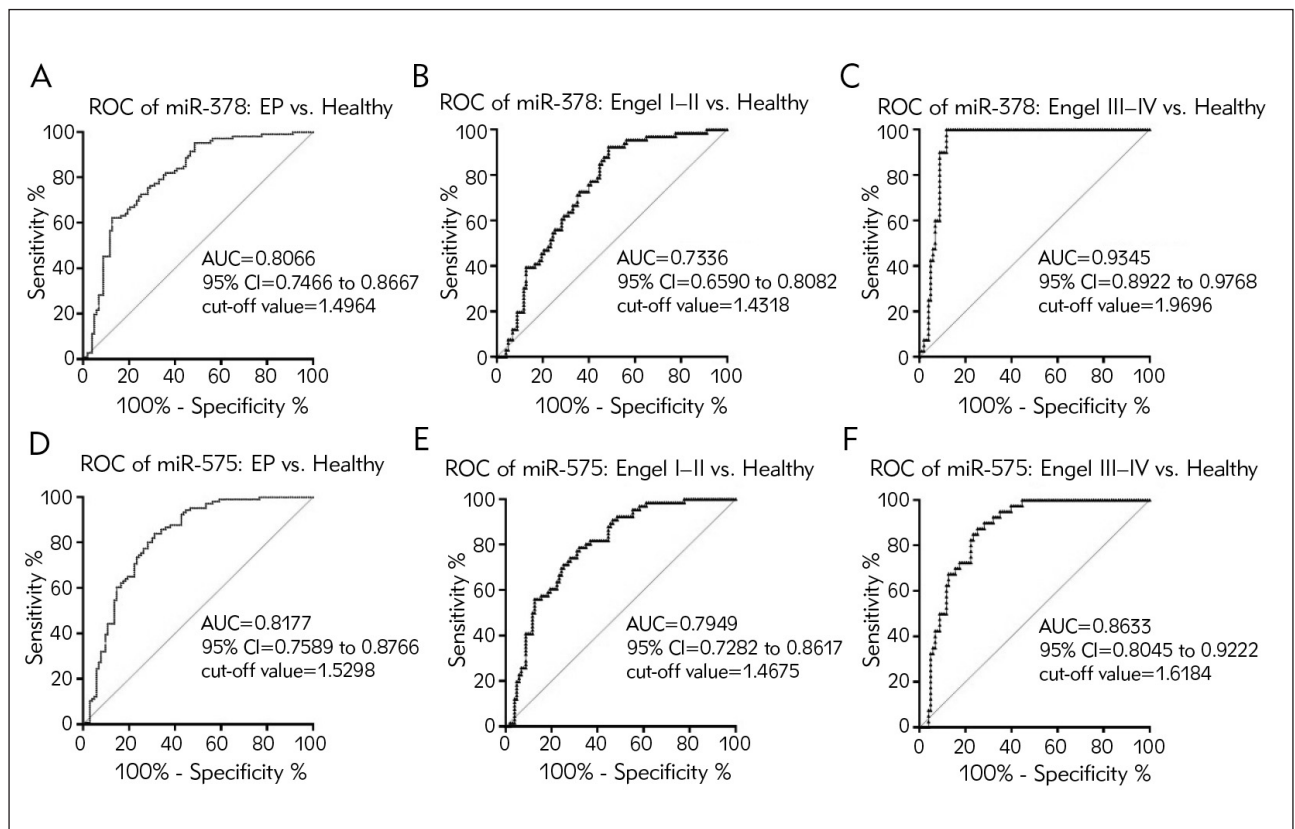 A
ROC of miR-378: EP vs. Healthy
100
80
60
40
20
0
Sensitivity %
AUC=0.8066
95% CI=0.7466 to 0.8667
cut-off value=1.4964
0 20 40 60 80 100
100% - Specificity %
B
ROC of miR-378: Engel I–II vs. Healthy
100
80
60
40
20
0
Sensitivity %
AUC=0.7336
95% CI=0.6590 to 0.8082
cut-off value=1.4318
0 20 40 60 80 100
100% - Specificity %
C
ROC of miR-378: Engel III–IV vs. Healthy
100
80
60
40
20
0
Sensitivity %
AUC=0.9345
95% CI=0.8922 to 0.9768
cut-off value=1.9696
0 20 40 60 80 100
100% - Specificity %
D
ROC of miR-575: EP vs. Healthy
100
80
60
40
20
0
Sensitivity %
AUC=0.8177
95% CI=0.7589 to 0.8766
cut-off value=1.5298
0 20 40 60 80 100
100% - Specificity %
E
ROC of miR-575: Engel I–II vs. Healthy
100
80
60
40
20
0
Sensitivity %
AUC=0.7949
95% CI=0.7282 to 0.8617
cut-off value=1.4675
0 20 40 60 80 100
100% - Specificity %
F
ROC of miR-575: Engel III–IV vs. Healthy
100
80
60
40
20
0
Sensitivity %
AUC=0.8633
95% CI=0.8045 to 0.9222
cut-off value=1.6184
0 20 40 60 80 100
100% - Specificity %